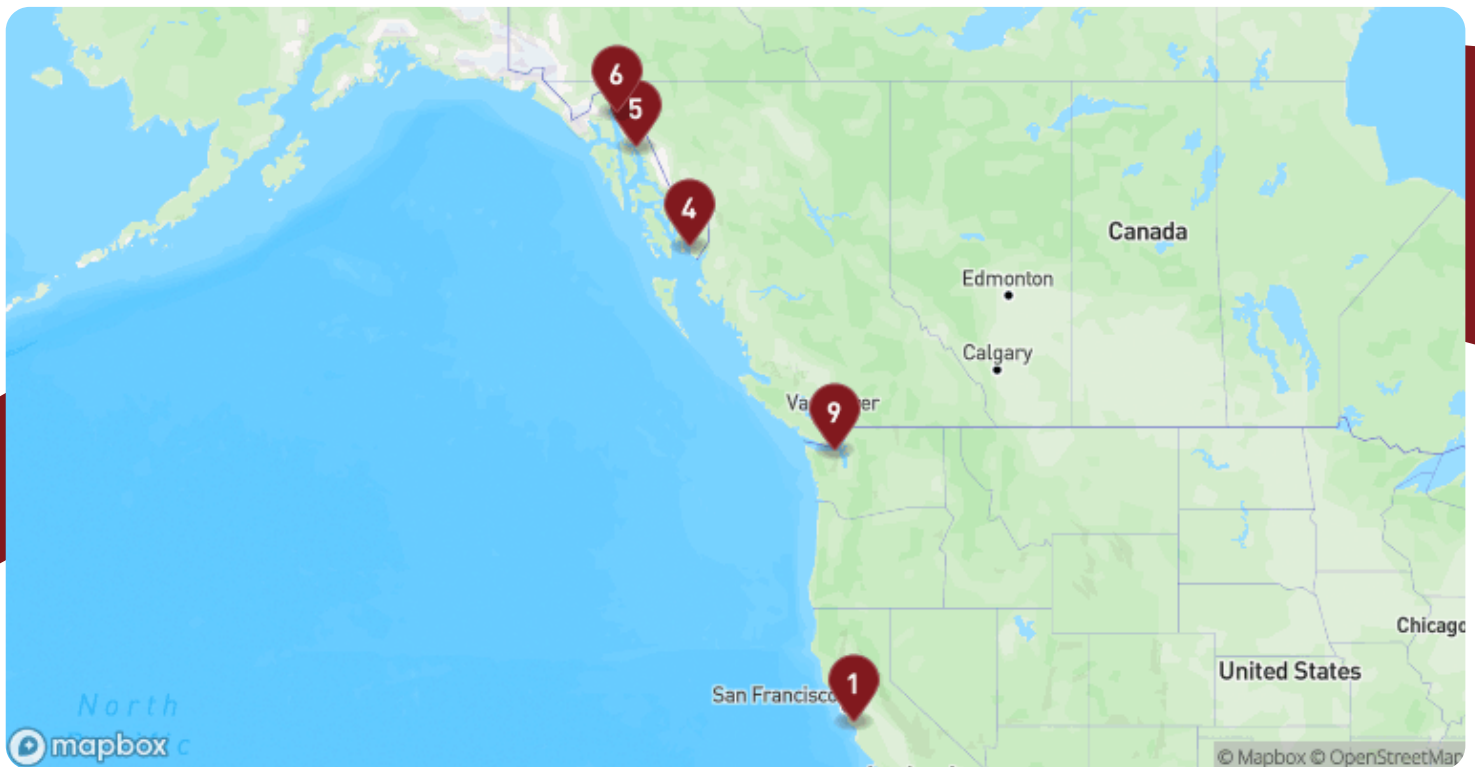 6
5
4
Canada
Edmonton
Calgary
9
1
San Francisco
Chicago
United States
North
mapbox
© Mapbox © OpenStreetMap